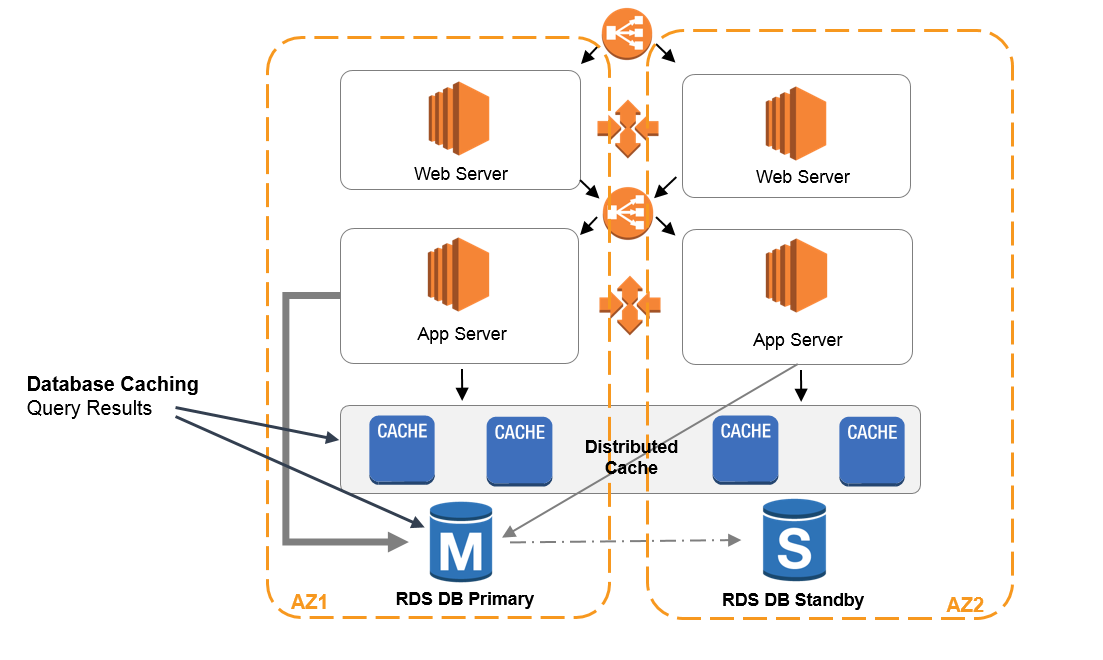 Web Server
Web Server
App Server
App Server
Database Caching
Query Results
CACHE
CACHE
CACHE
CACHE
Distributed
Cache
M
S
RDS DB Primary
RDS DB Standby
AZ1
AZ2